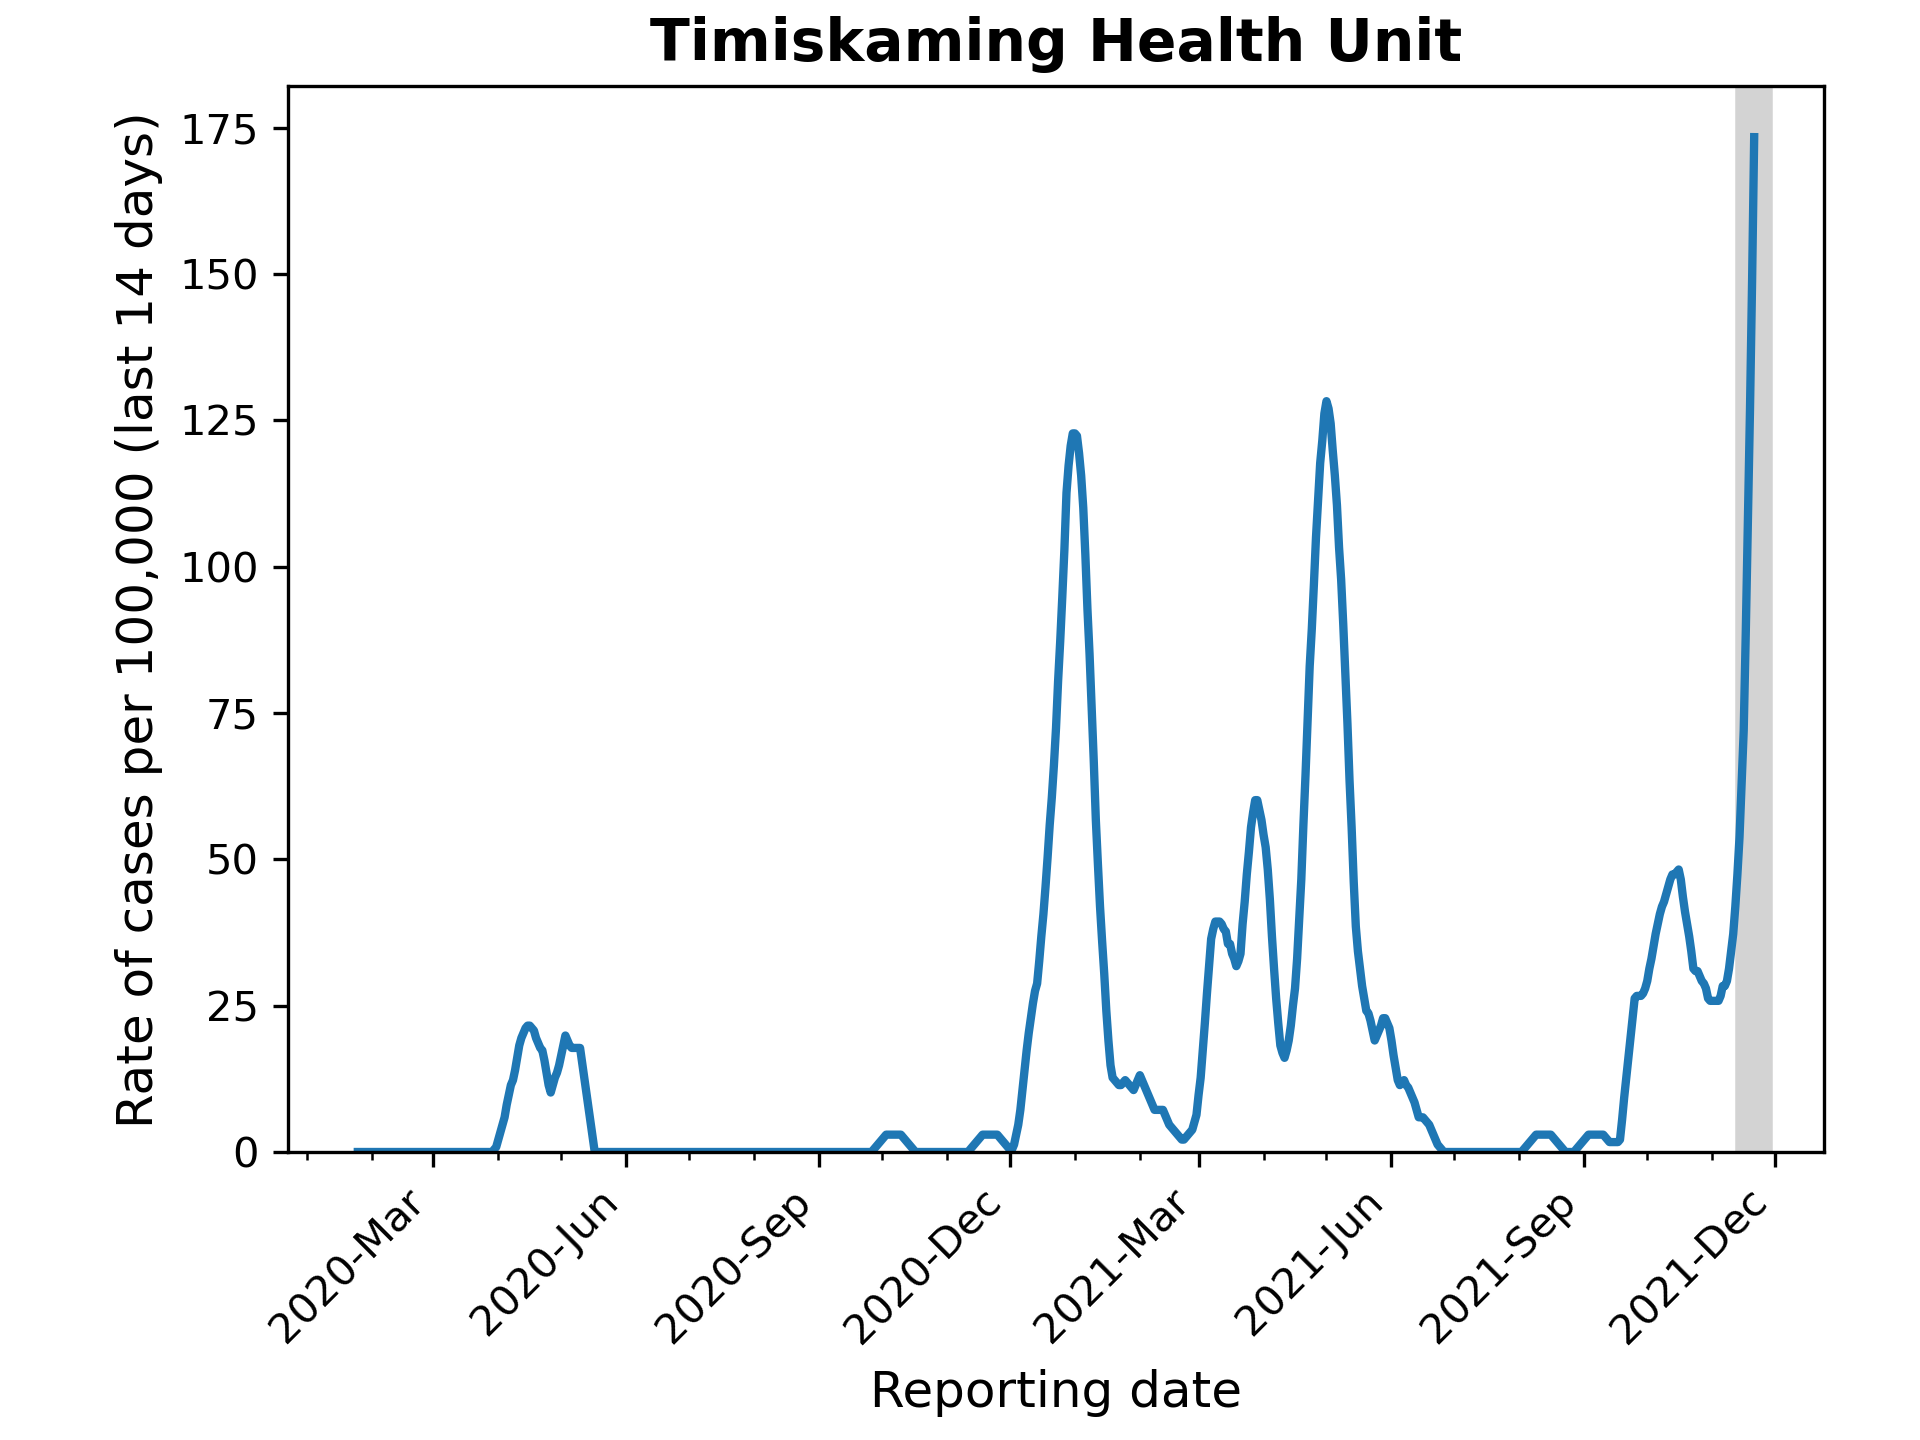 Timiskaming Health Unit
Rate of cases per 100,000 (last 14 days)
175
150
125
100
75
50
25
0
2020-Mar
2020-Jun
2020-Sep
2020-Dec
2021-Mar
2021-Jun
2021-Sep
2021-Dec
Reporting date